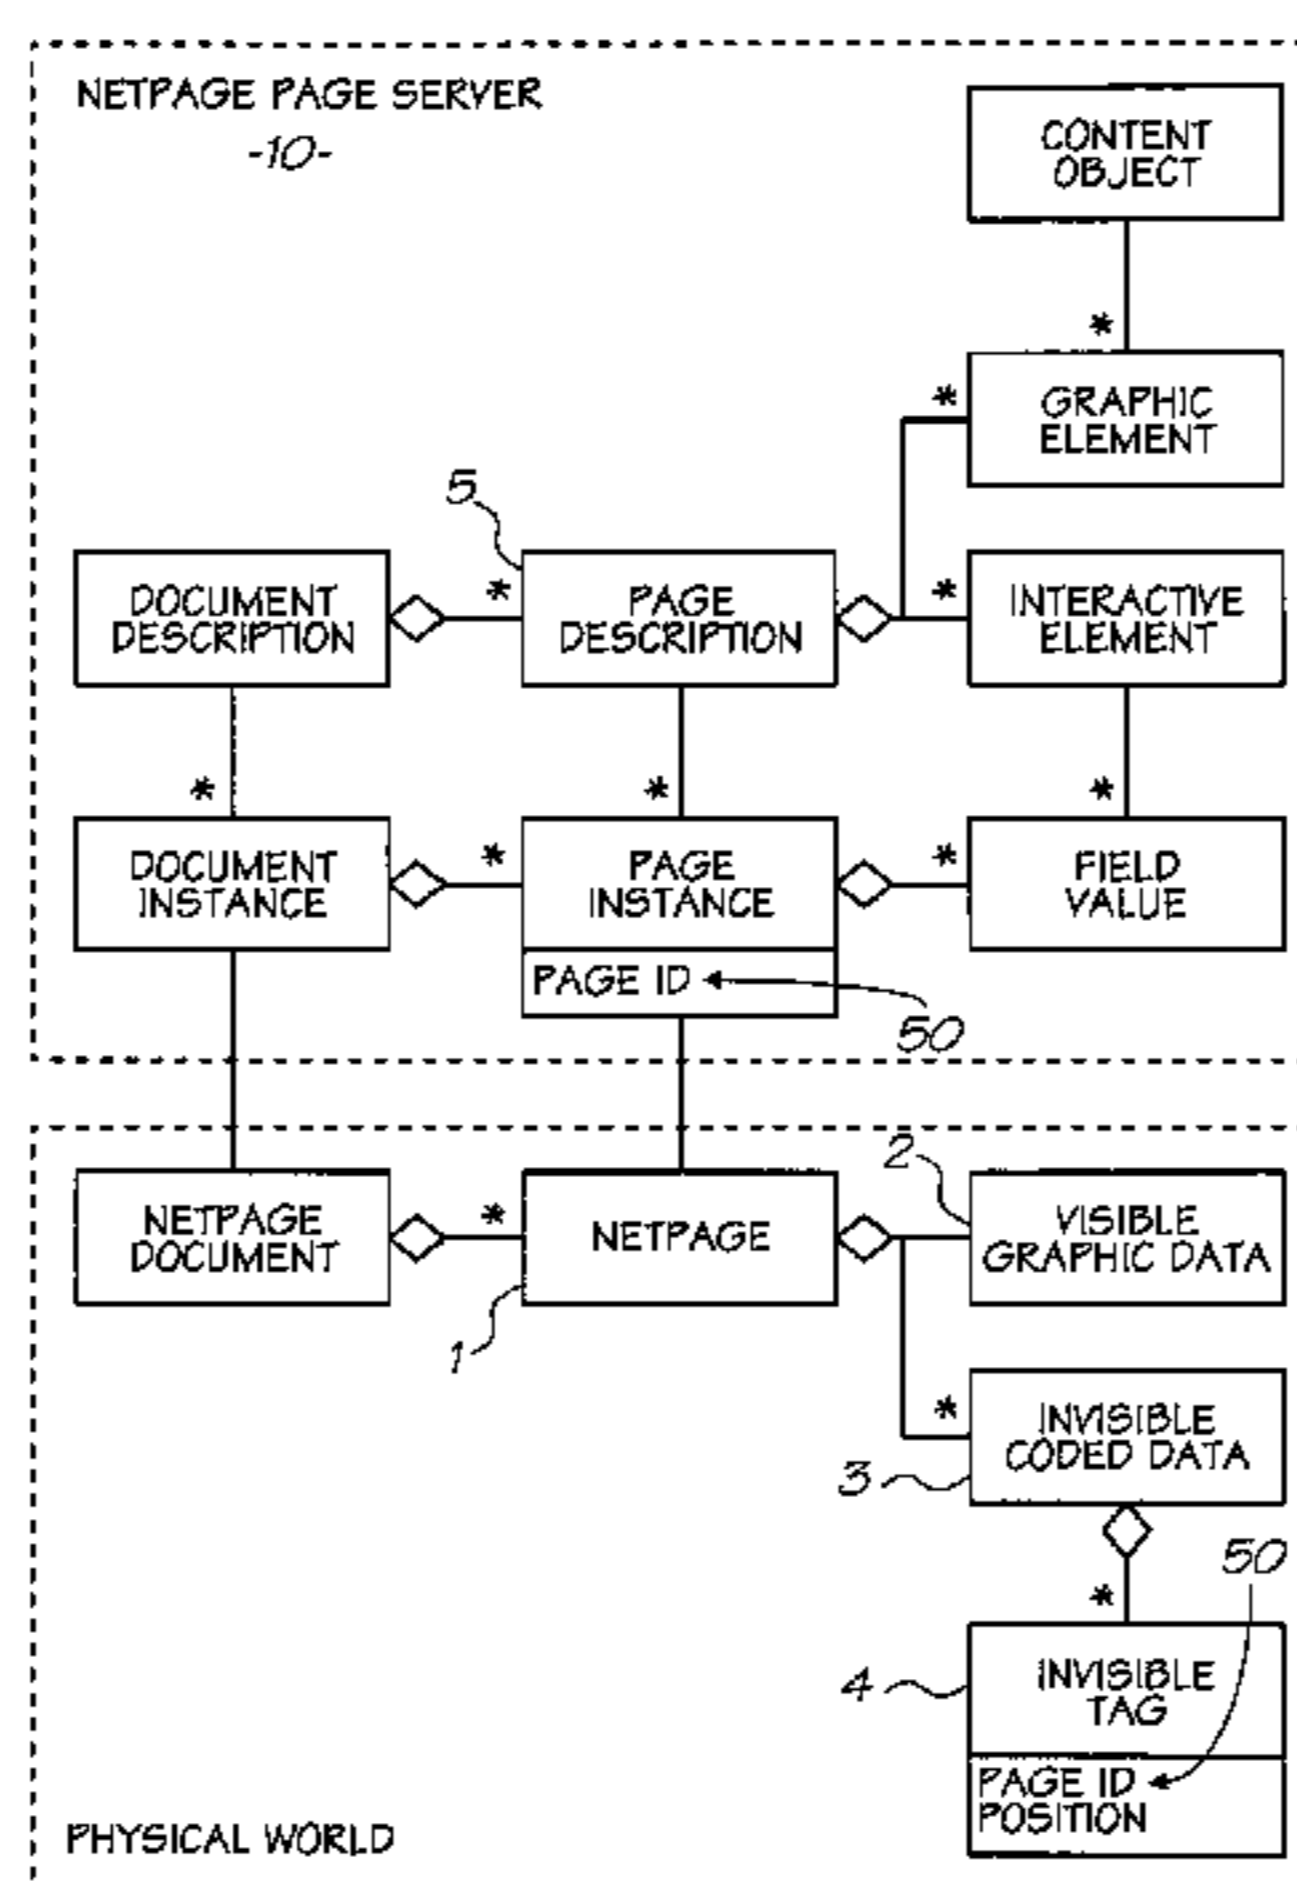 NETPAGE PAGE SERVER
-10-
CONTENT
OBJECT
*
GRAPHIC
ELEMENT
*
5
DOCUMENT
DESCRIPTION
*
PAGE
DESCRIPTION
*
INTERACTIVE
ELEMENT
*
*
*
DOCUMENT
INSTANCE
*
PAGE
INSTANCE
*
FIELD
VALUE
PAGE ID
50
2
NETPAGE
DOCUMENT
*
NETPAGE
VISIBLE
GRAPHIC DATA
1
*
INVISIBLE
CODED DATA
3
50
*
4
INVISIBLE
TAG
PAGE ID
POSITION
PHYSICAL WORLD